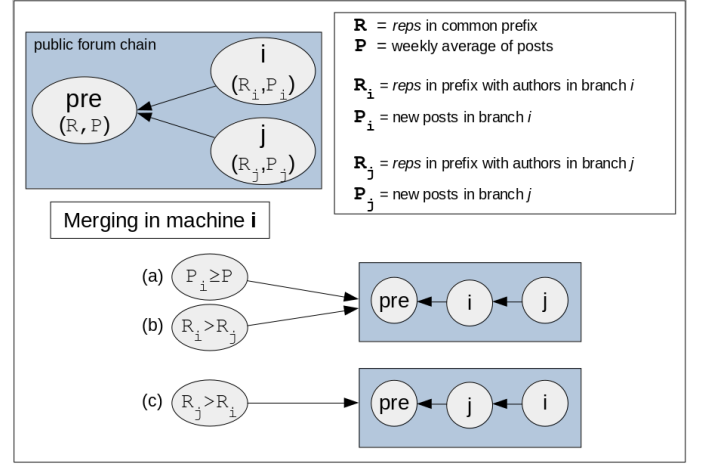 public forum chain
pre
(R,P)
i
(Ri,Pi)
j
(Rj,Pj)
R = reps in common prefix
P = weekly average of posts
Ri = reps in prefix with authors in branch i
Pi = new posts in branch i
Rj = reps in prefix with authors in branch j
Pj = new posts in branch j
Merging in machine i
(a) Pi≥P
(b) Ri>Rj
pre i j
(c) Rj>Ri
pre j i